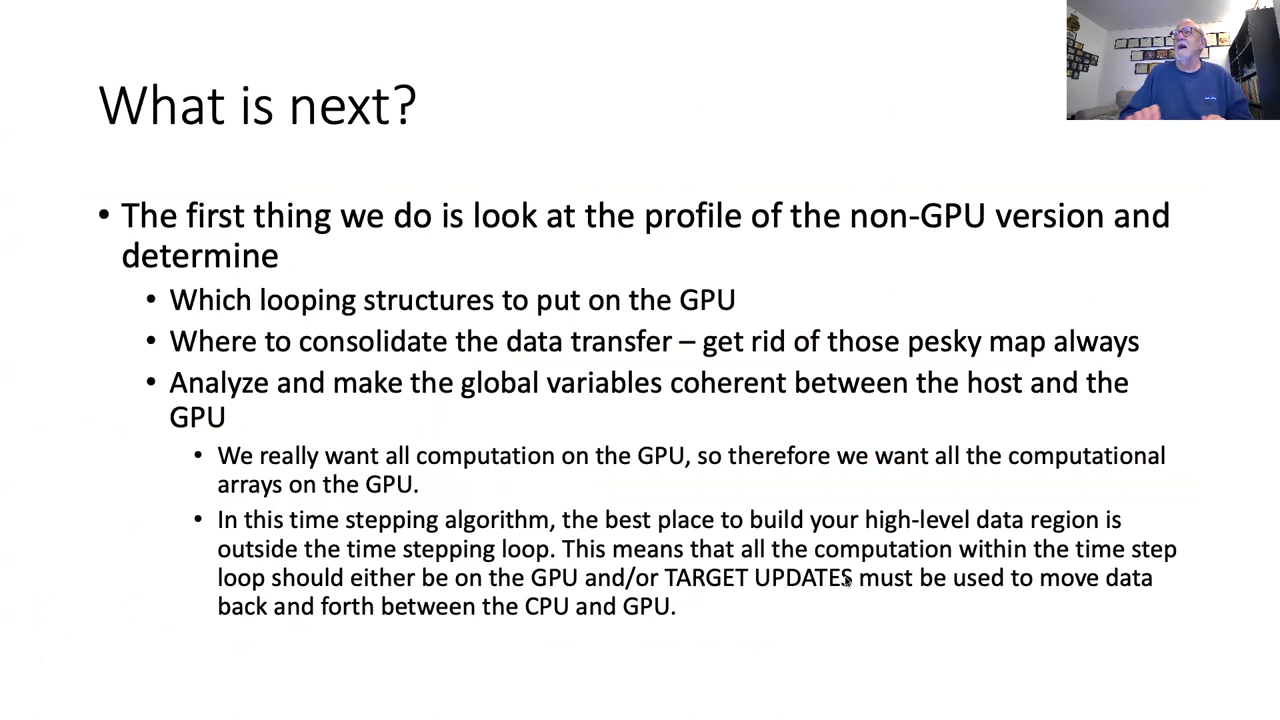 What is next?
• The first thing we do is look at the profile of the non-GPU version and
determine
• Which looping structures to put on the GPU
• Where to consolidate the data transfer – get rid of those pesky map always
• Analyze and make the global variables coherent between the host and the
GPU
• We really want all computation on the GPU, so therefore we want all the computational
arrays on the GPU.
• In this time stepping algorithm, the best place to build your high-level data region is
outside the time stepping loop. This means that all the computation within the time step
loop should either be on the GPU and/or TARGET UPDATES must be used to move data
back and forth between the CPU and GPU.